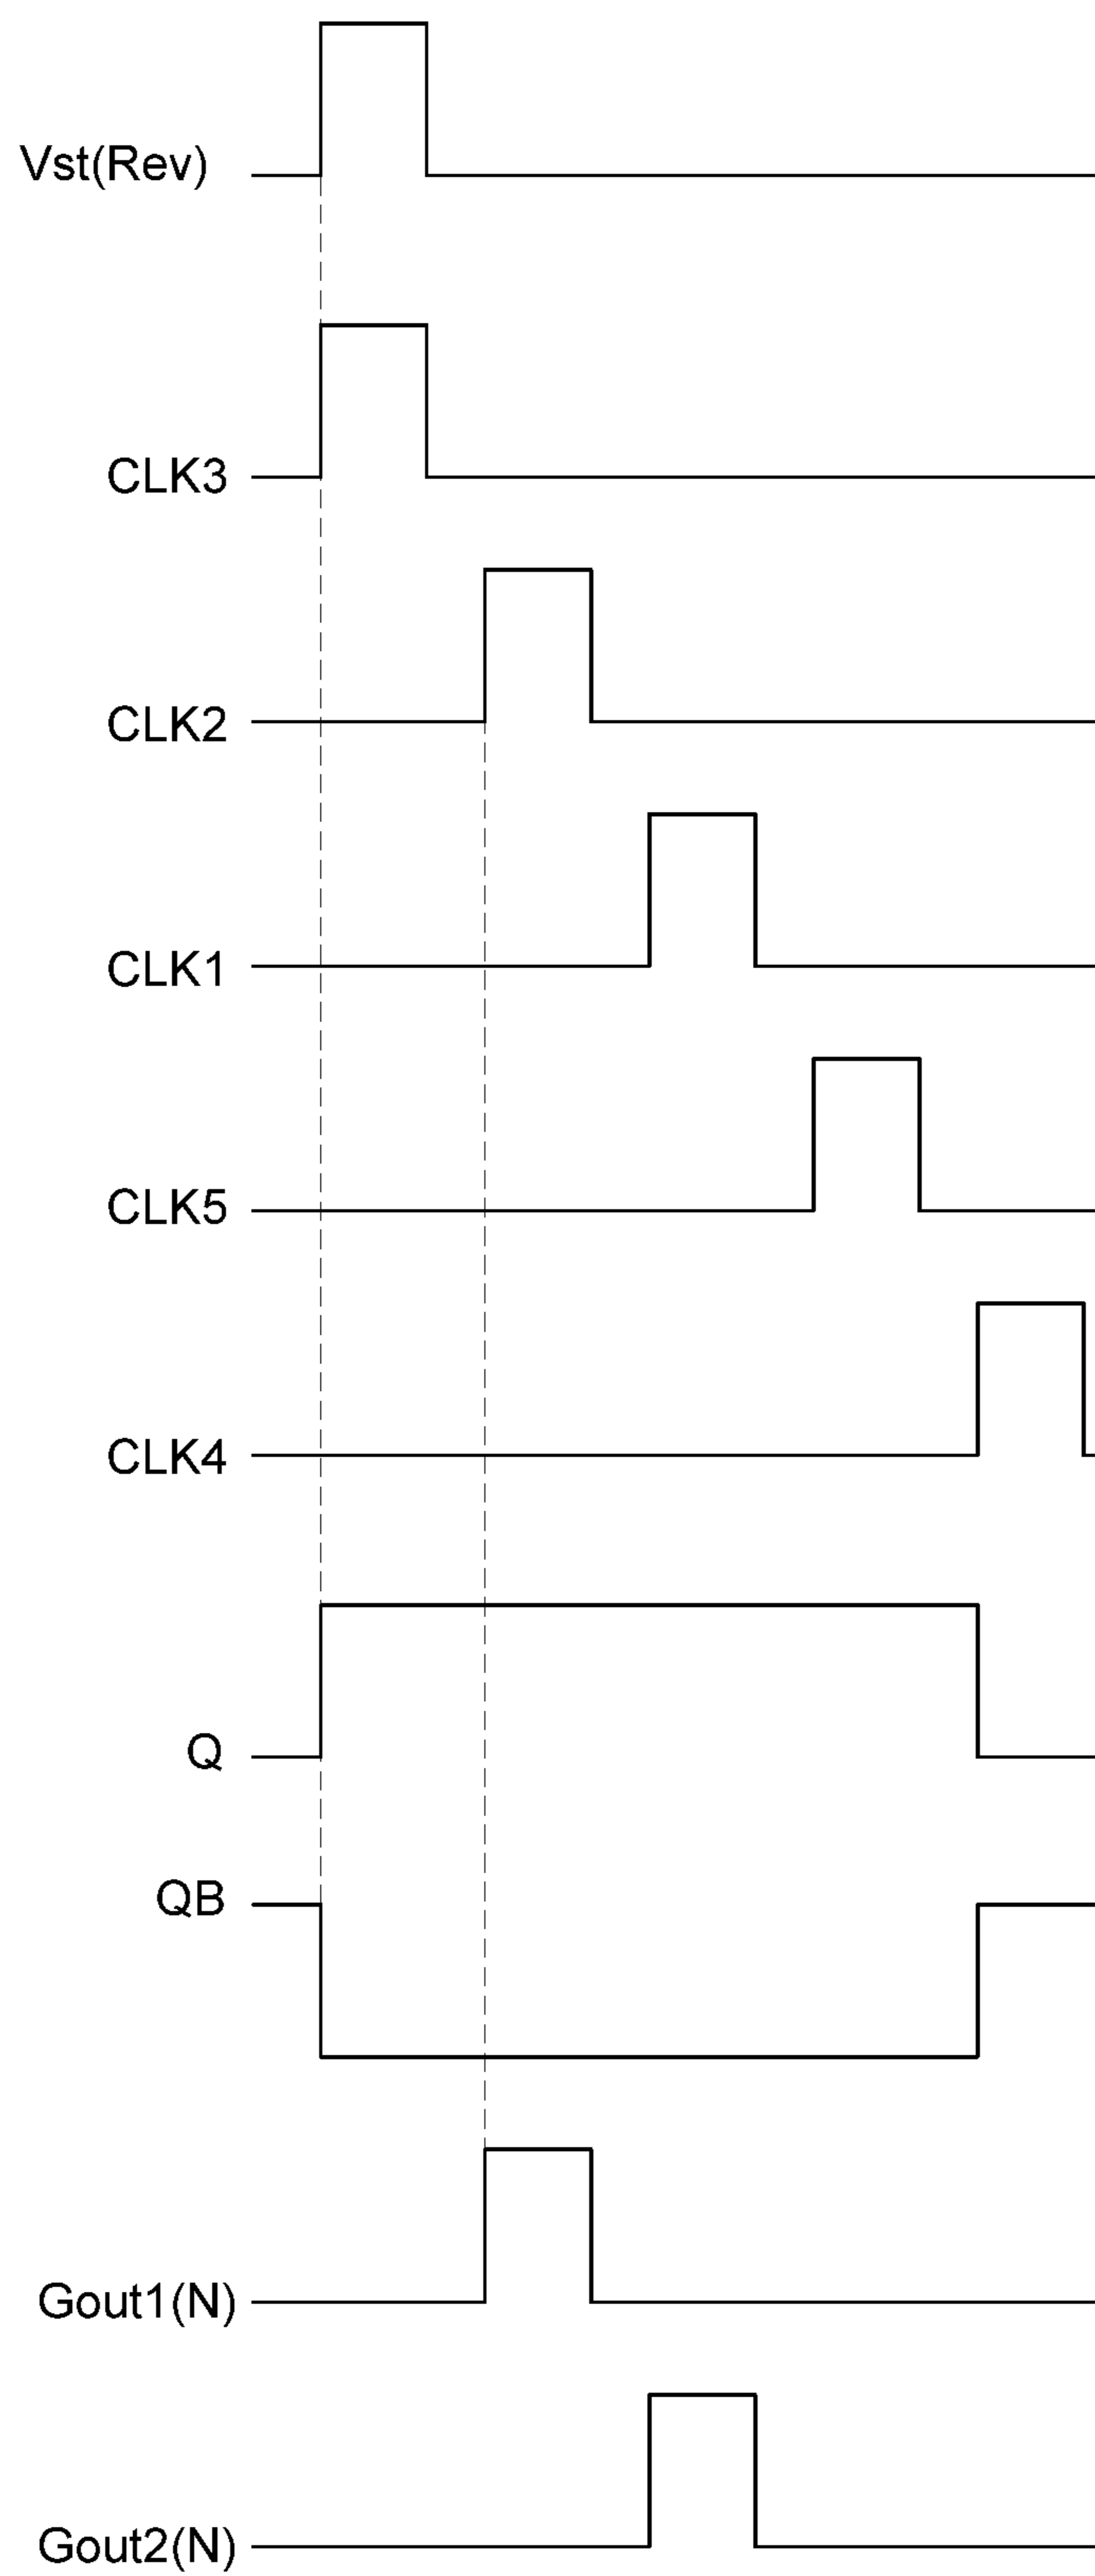 Vst(Rev)
CLK3
CLK2
CLK1
CLK5
CLK4
Q
QB
Gout1(N)
Gout2(N)